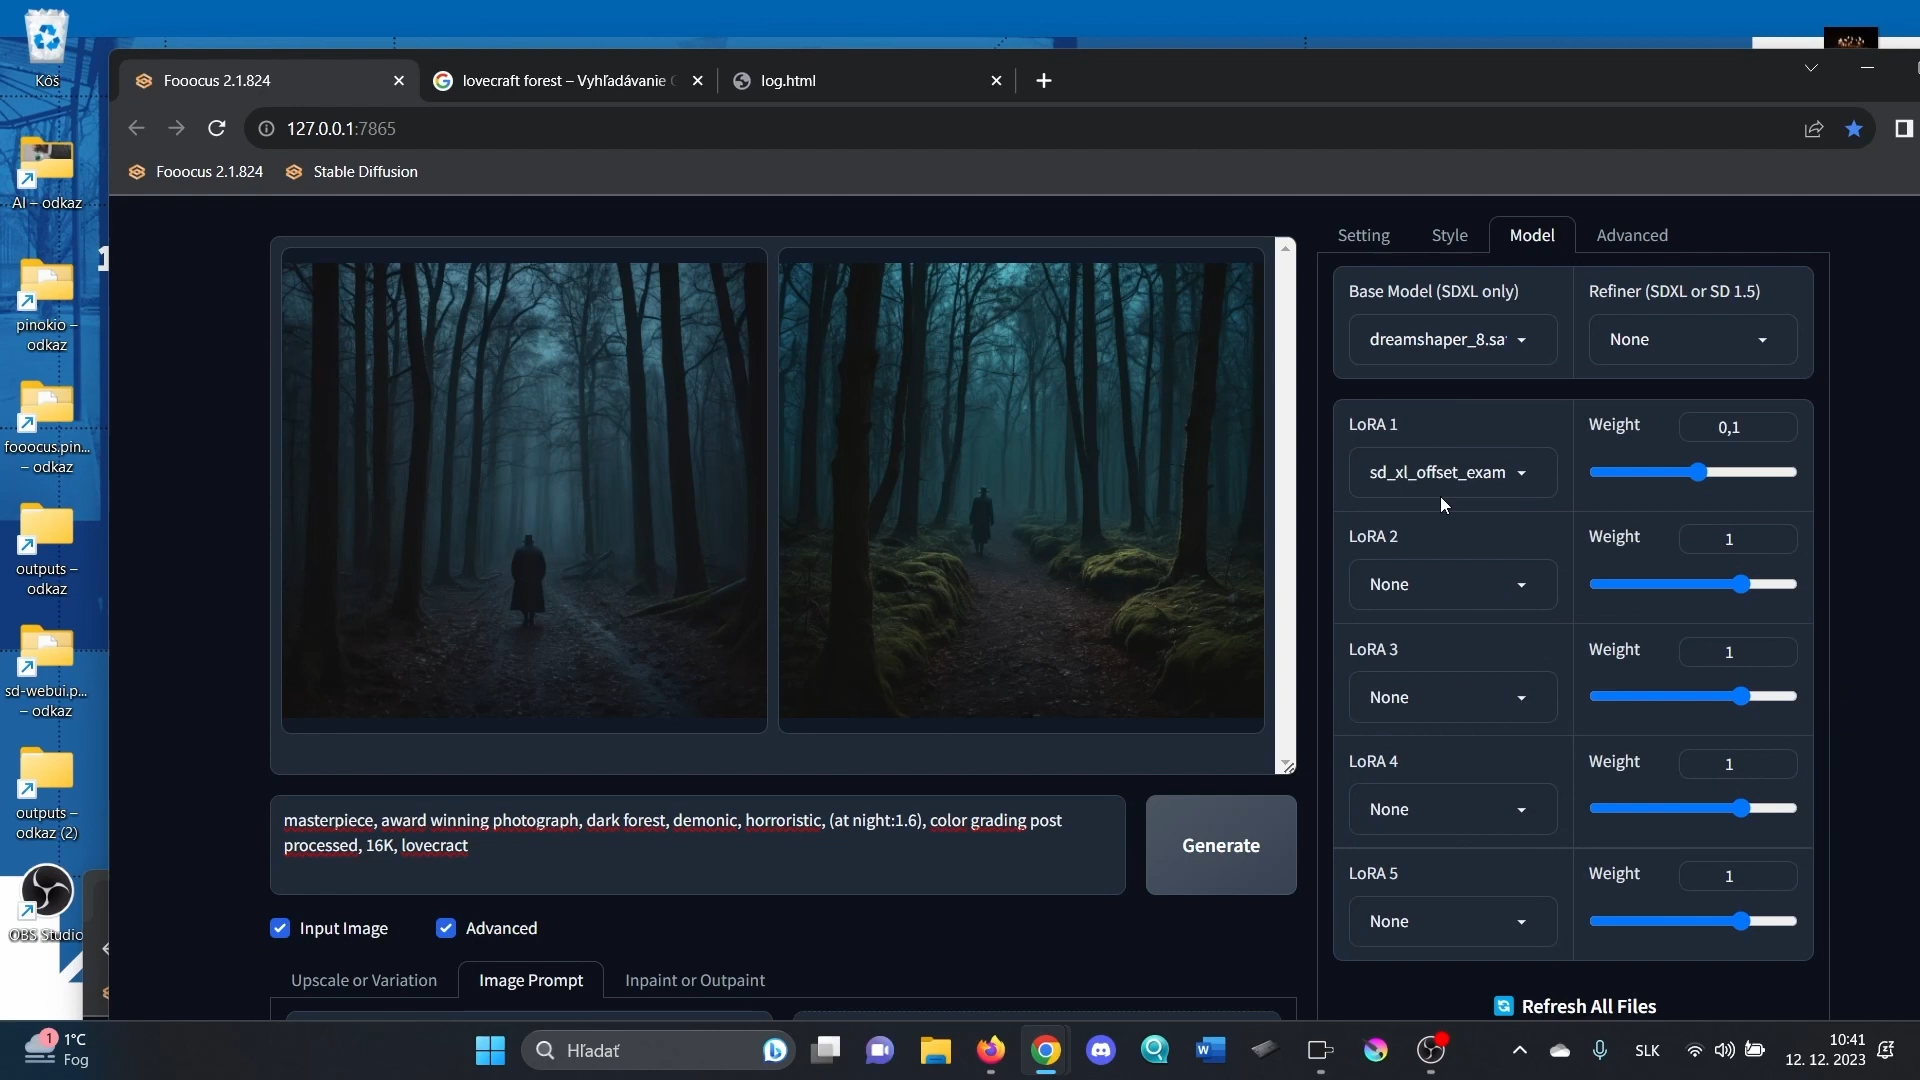 Kôš
AI – odkaz
pinokio –
odkaz
fooocus.pin...
– odkaz
outputs –
odkaz
sd-webui.p...
– odkaz
outputs –
odkaz (2)
OBS Studio
Fooocus 2.1.824
lovecraft forest – Vyhľadávanie
log.html
127.0.0.1:7865
Fooocus 2.1.824
Stable Diffusion
Setting
Style
Model
Advanced
Base Model (SDXL only)
Refiner (SDXL or SD 1.5)
dreamshaper_8.sa
None
LoRA 1
Weight
0,1
sd_xl_offset_exam
LoRA 2
Weight
1
None
LoRA 3
Weight
1
None
LoRA 4
Weight
1
None
LoRA 5
Weight
1
None
Refresh All Files
masterpiece, award winning photograph, dark forest, demonic, horroristic, (at night:1.6), color grading post
processed, 16K, lovecract
Generate
Input Image
Advanced
Upscale or Variation
Image Prompt
Inpaint or Outpaint
1
1°C
Fog
Hľadať
SLK
10:41
12. 12. 2023